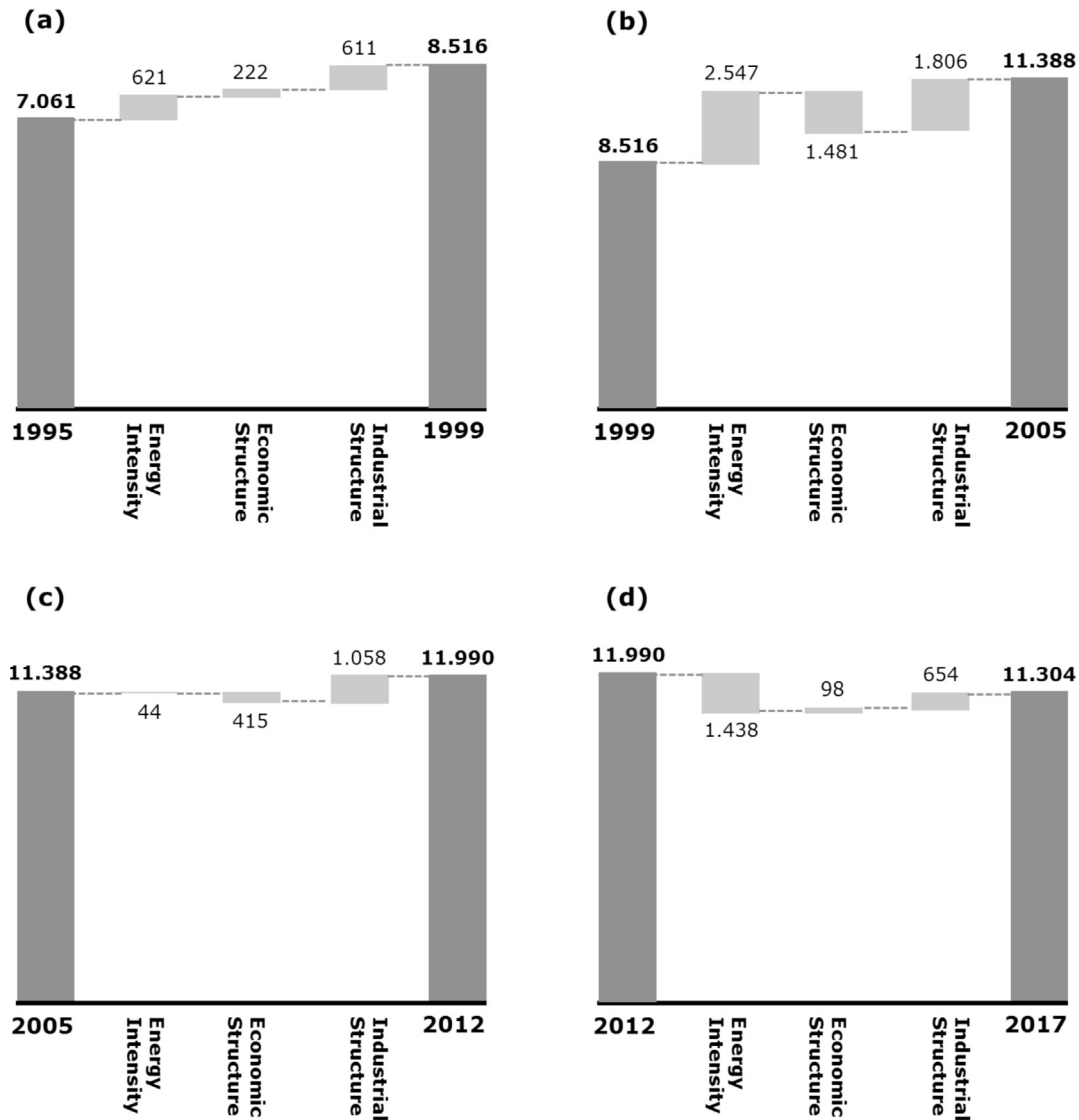 (a)
611
8.516
621
222
7.061
1995
Energy
Intensity
Economic
Structure
Industrial
Structure
1999
(b)
1.806
11.388
2.547
8.516
1.481
1999
Energy
Intensity
Economic
Structure
Industrial
Structure
2005
(c)
1.058
11.990
11.388
44
415
2005
Energy
Intensity
Economic
Structure
Industrial
Structure
2012
(d)
11.990
98
654
11.304
1.438
2012
Energy
Intensity
Economic
Structure
Industrial
Structure
2017